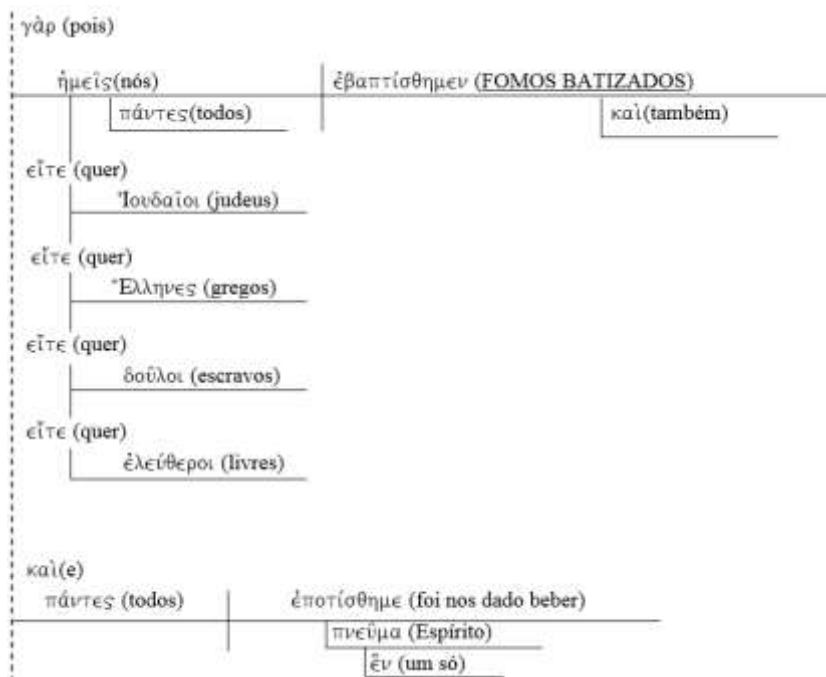 γὰρ (pois)
ἡμεῖς(nós) ἐβαπτίσθημεν (FOMOS BATIZADOS)
πάντες(todos) καὶ(também)
εἴτε (quer)
Ἰουδαῖοι (judeus)
εἴτε (quer)
Ἕλληνες (gregos)
εἴτε (quer)
δοῦλοι (escravos)
εἴτε (quer)
ἐλεύθεροι (livres)
καὶ(e)
πάντες (todos) ἐποτίσθημε (foi nos dado beber)
πνεῦμα (Espírito)
ἓν (um só)